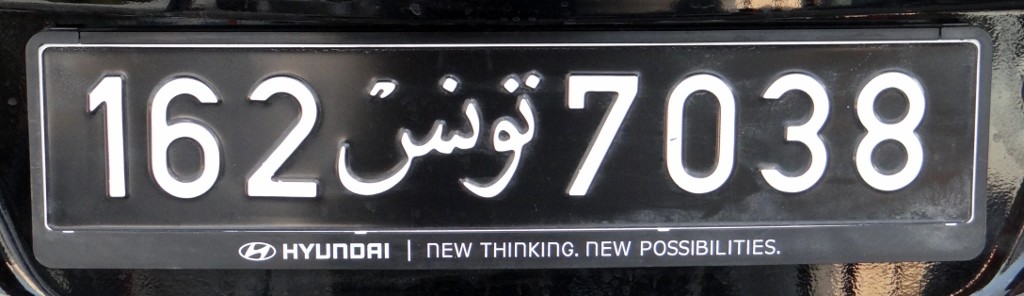 162 تونس 7038
HYUNDAI | NEW THINKING. NEW POSSIBILITIES.